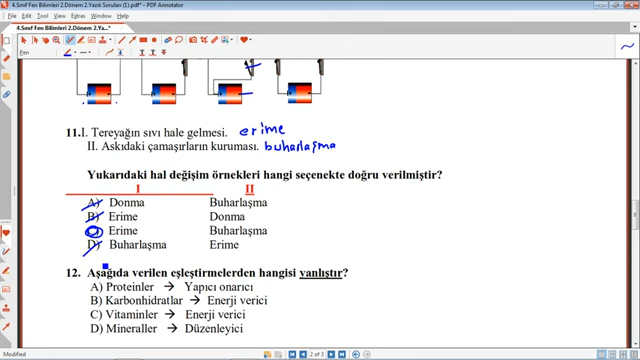 4.Sınıf Fen Bilimleri 2.Dönem 2.Yazılı Soruları (1).pdf* - PDF Annotator
File Edit View Insert Tool Extras Window Help
4.Sınıf Fen Bilimleri 2.Dönem 2.Ya...*
Pen
11.I. Tereyağın sıvı hale gelmesi. erime
II. Askıdaki çamaşırların kuruması. buharlaşma
Yukarıdaki hal değişim örnekleri hangi seçenekte doğru verilmiştir?
I II
A) Donma Buharlaşma
B) Erime Donma
Erime Buharlaşma
D) Buharlaşma Erime
12. Aşağıda verilen eşleştirmelerden hangisi yanlıştır?
A) Proteinler → Yapıcı onarıcı
B) Karbonhidratlar → Enerji verici
C) Vitaminler → Enerji verici
D) Mineraller → Düzenleyici
Modified 2 of 3